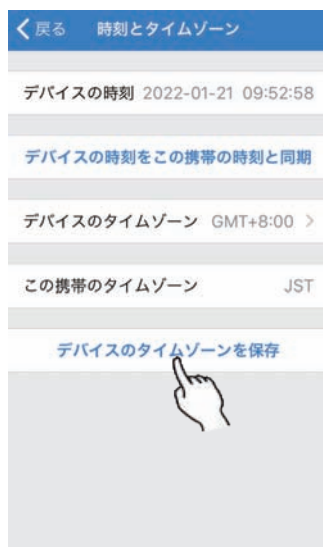 戻る 時刻とタイムゾーン
デバイスの時刻 2022-01-21 09:52:58
デバイスの時刻をこの携帯の時刻と同期
デバイスのタイムゾーン GMT+8:00
この携帯のタイムゾーン JST
デバイスのタイムゾーンを保存